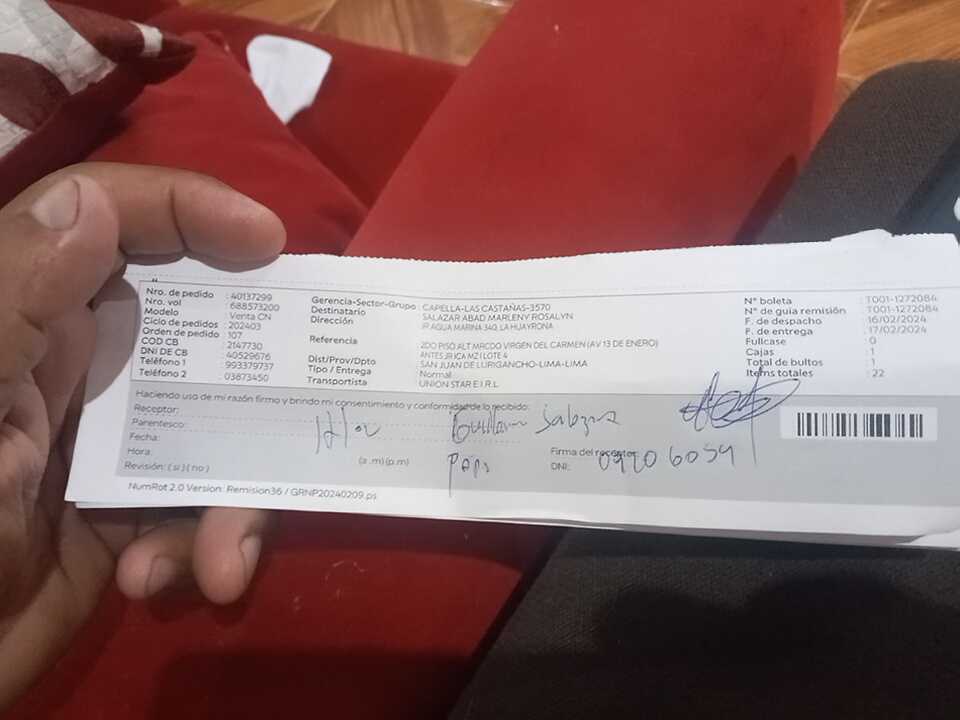 Nro. de pedido : 40137299
Nro. vol : 688573200
Modelo : Venta CN
Ciclo de pedidos : 202403
Orden de pedido : 107
COD CB : 2147730
DNI DE CB : 40529676
Teléfono 1 : 993379737
Teléfono 2 : 03873450
Gerencia-Sector-Grupo : CAPELLA-LAS CASTAÑAS-3570
Destinatario SALAZAR ABAD MARLENY ROSALYN
Dirección JR AGUA MARINA 340, LA HUAYRONA
Referencia : 2DO PISO ALT MRCDO VIRGEN DEL CARMEN (AV 13 DE ENERO)
ANTES JR ICA MZ I LOTE 4
Dist/Prov/Dpto : SAN JUAN DE LURIGANCHO-LIMA-LIMA
Tipo / Entrega : Normal
Transportista : UNION STAR E.I.R.L
N° boleta : T001-1272084
N° de guia remisión : T001-1272084
F. de despacho : 16/02/2024
F. de entrega : 17/02/2024
Fullcase : 0
Cajas : 1
Total de bultos : 1
Items totales : 22
Haciendo uso de mi razón firmo y brindo mi consentimiento y conformidad de lo recibido:
Receptor: Salazar
Parentesco:
Fecha:
Hora: (a .m) (p.m) Papa
Firma del receptor
DNI: 09206059
Revisión: ( si ) ( no )
NumRot 2.0 Version: Remision36 / GRNP20240209.ps